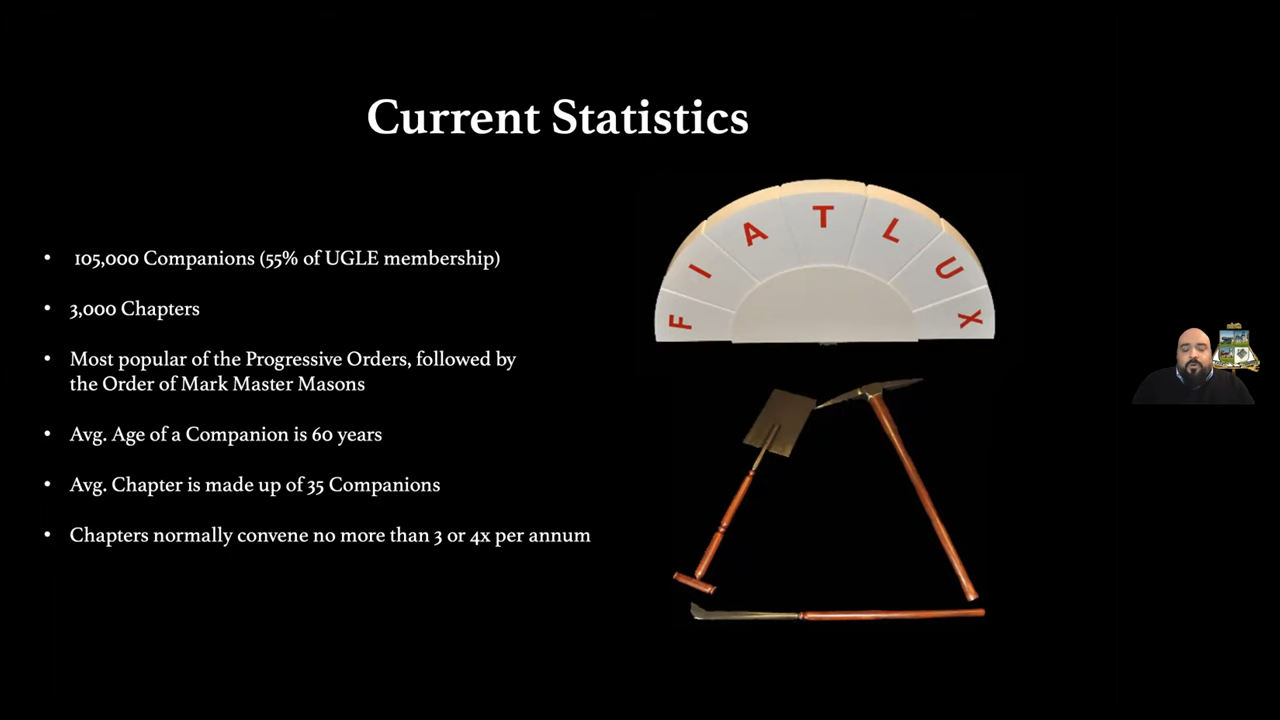 Current Statistics
• 105,000 Companions (55% of UGLE membership)
• 3,000 Chapters
• Most popular of the Progressive Orders, followed by
the Order of Mark Master Masons
• Avg. Age of a Companion is 60 years
• Avg. Chapter is made up of 35 Companions
• Chapters normally convene no more than 3 or 4x per annum
F I A T L U X